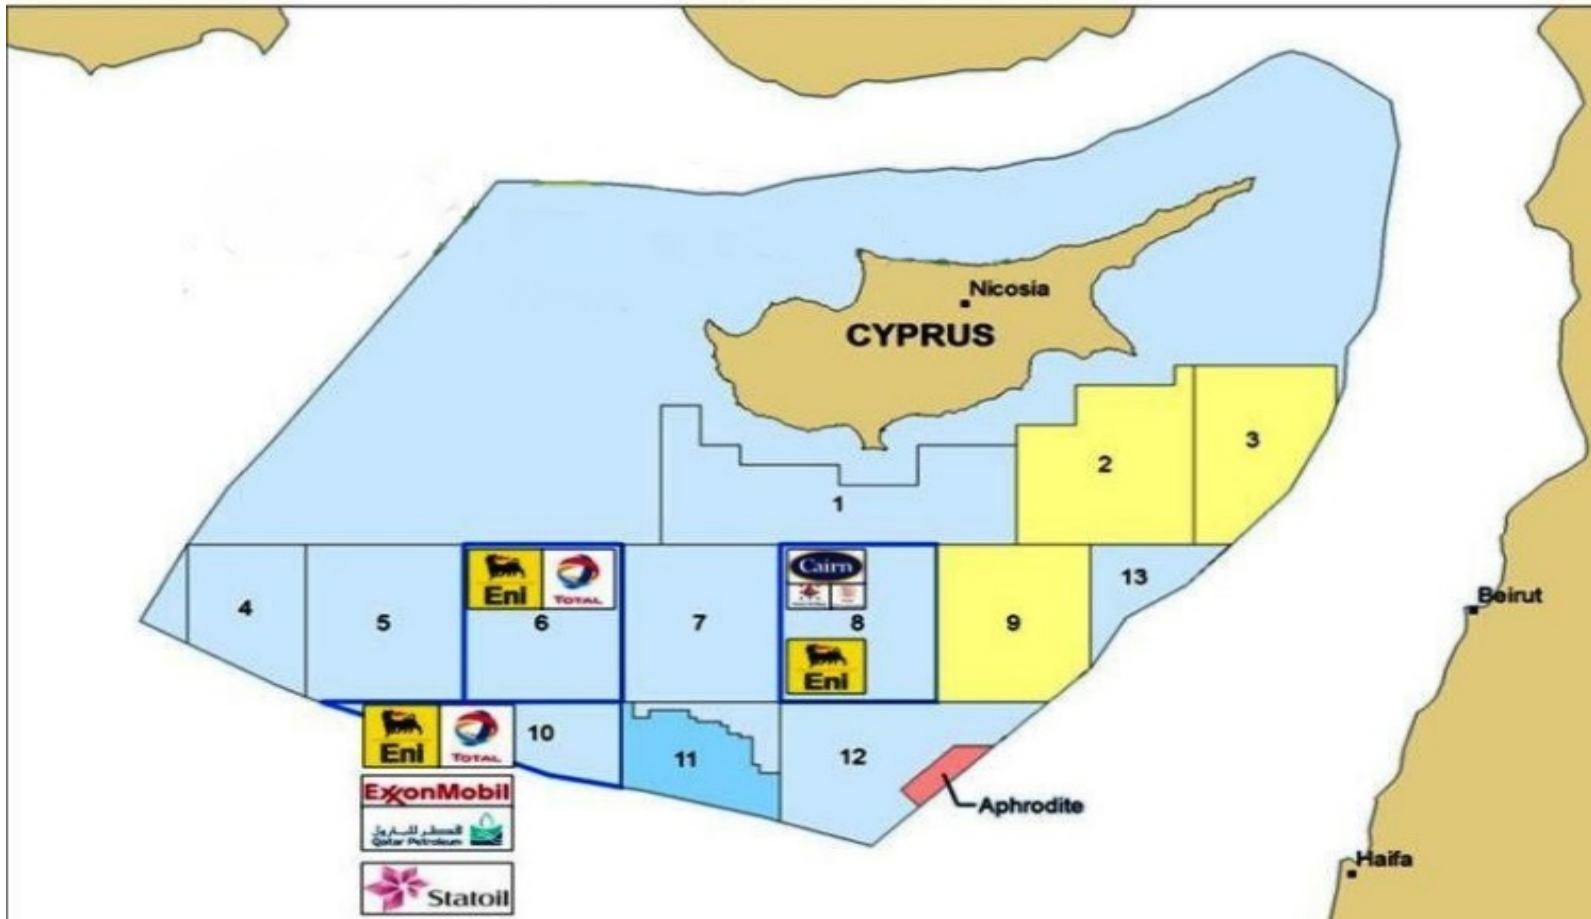 Nicosia
CYPRUS
3
2
1
Cairn
Eni
TOTAL
13
Beirut
4
5
6
7
8
9
Eni
Eni
TOTAL
10
11
12
Aphrodite
ExxonMobil
Qatar Petroleum
Haifa
Statoil